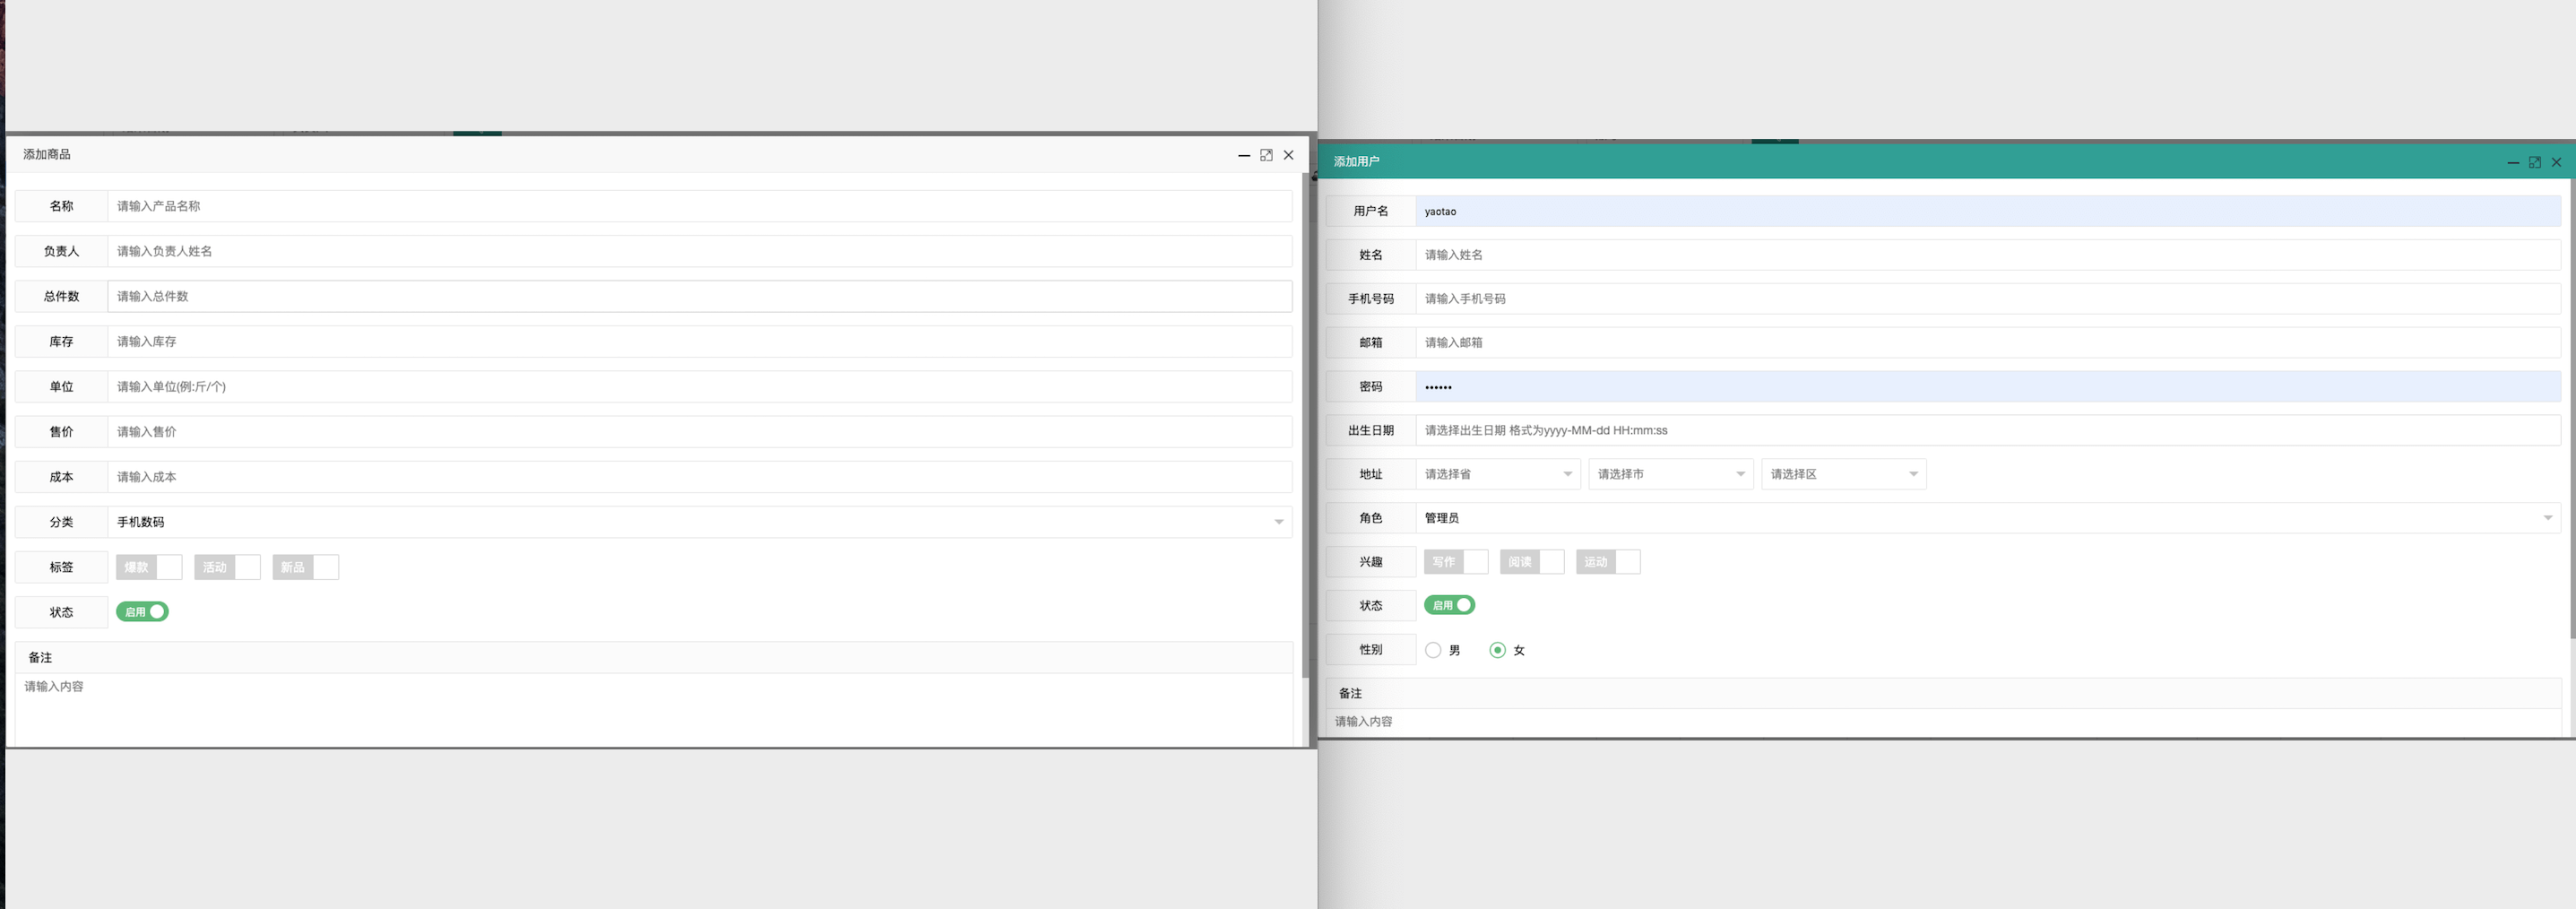 添加商品
名称 请输入产品名称
负责人 请输入负责人姓名
总件数 请输入总件数
库存 请输入库存
单位 请输入单位(例:斤/个)
售价 请输入售价
成本 请输入成本
分类 手机数码
标签 爆款 活动 新品
状态 启用
备注
请输入内容
添加用户
用户名 yaotao
姓名 请输入姓名
手机号码 请输入手机号码
邮箱 请输入邮箱
密码 ••••••
出生日期 请选择出生日期 格式为yyyy-MM-dd HH:mm:ss
地址 请选择省 请选择市 请选择区
角色 管理员
兴趣 写作 阅读 运动
状态 启用
性别 男 女
备注
请输入内容